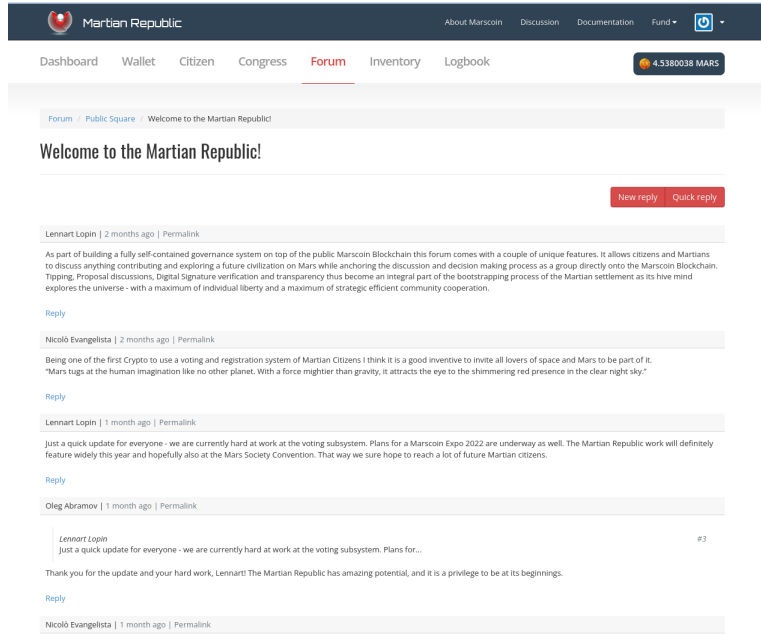 Martian Republic
About Marscoin Discussion Documentation Fund
Dashboard Wallet Citizen Congress Forum Inventory Logbook
4.5380038 MARS
Forum / Public Square / Welcome to the Martian Republic!
Welcome to the Martian Republic!
New reply Quick reply
Lennart Lopin | 2 months ago | Permalink
As part of building a fully self-contained governance system on top of the public Marscoin Blockchain this forum comes with a couple of unique features. It allows citizens and Martians
to discuss anything contributing and exploring a future civilization on Mars while anchoring the discussion and decision making process as a group directly onto the Marscoin Blockchain.
Tipping, Proposal discussions, Digital Signature verification and transparency thus become an integral part of the bootstrapping process of the Martian settlement as its hive mind
explores the universe - with a maximum of individual liberty and a maximum of strategic efficient community cooperation.
Reply
Nicolò Evangelista | 2 months ago | Permalink
Being one of the first Crypto to use a voting and registration system of Martian Citizens I think it is a good inventive to invite all lovers of space and Mars to be part of it.
“Mars tugs at the human imagination like no other planet. With a force mightier than gravity, it attracts the eye to the shimmering red presence in the clear night sky.”
Reply
Lennart Lopin | 1 month ago | Permalink
Just a quick update for everyone - we are currently hard at work at the voting subsystem. Plans for a Marscoin Expo 2022 are underway as well. The Martian Republic work will definitely
feature widely this year and hopefully also at the Mars Society Convention. That way we sure hope to reach a lot of future Martian citizens.
Reply
Oleg Abramov | 1 month ago | Permalink
Lennart Lopin #3
Just a quick update for everyone - we are currently hard at work at the voting subsystem. Plans for...
Thank you for the update and your hard work, Lennart! The Martian Republic has amazing potential, and it is a privilege to be at its beginnings.
Reply
Nicolò Evangelista | 1 month ago | Permalink